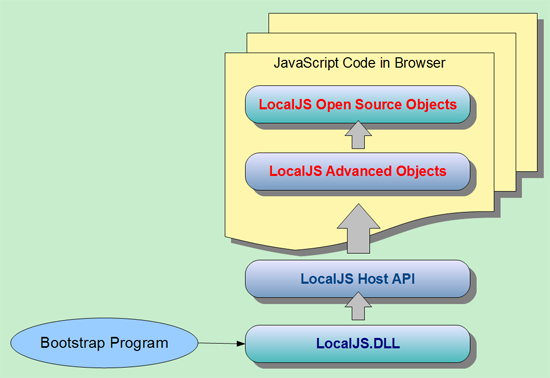 JavaScript Code in Browser
LocalJS Open Source Objects
LocalJS Advanced Objects
LocalJS Host API
Bootstrap Program
LocalJS.DLL